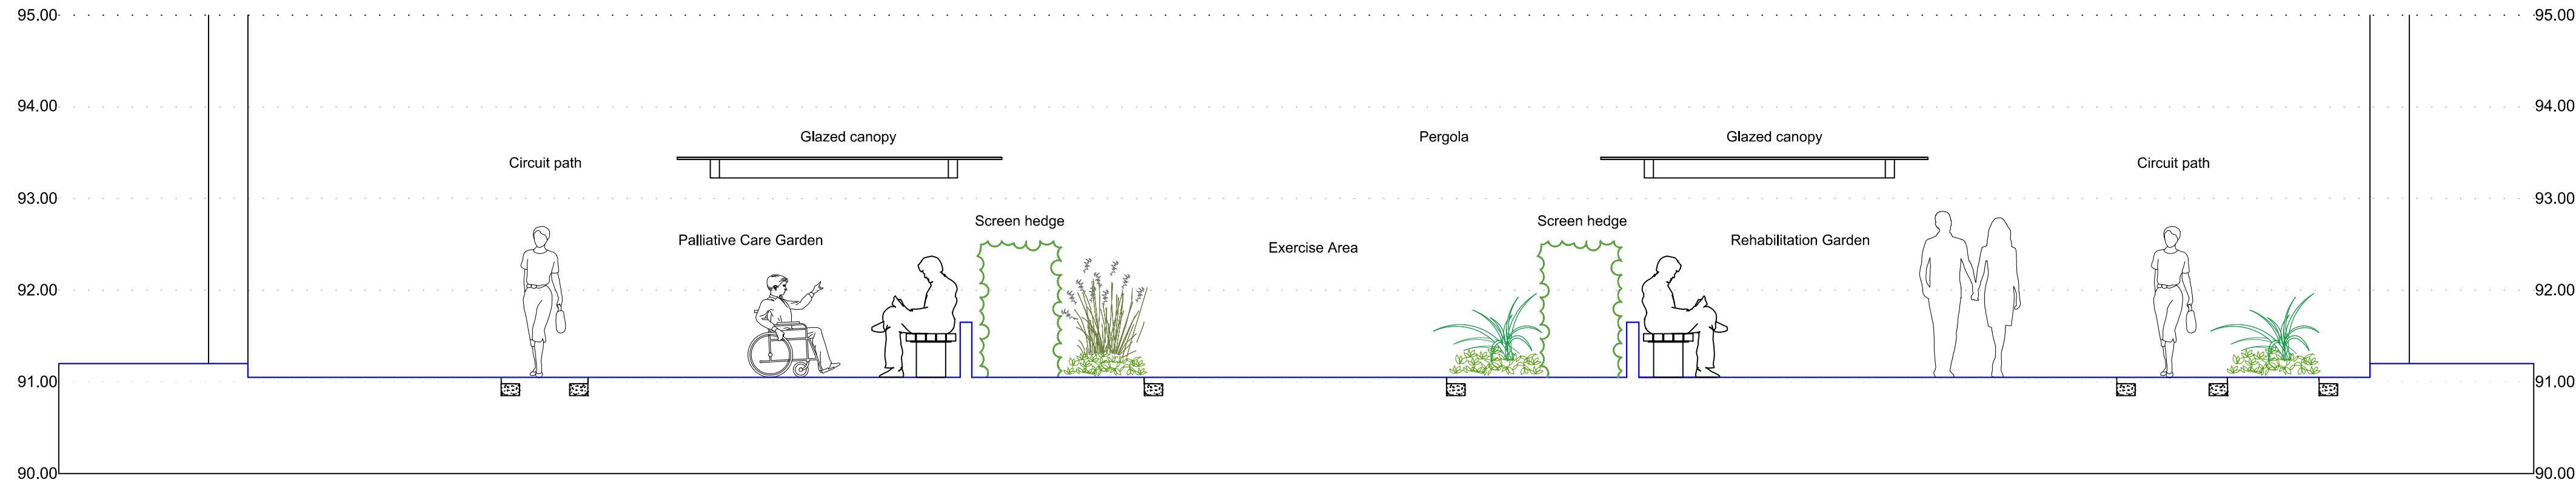 95.00 95.00
94.00 94.00
Glazed canopy Pergola Glazed canopy
Circuit path Circuit path
93.00 93.00
Screen hedge Screen hedge
Palliative Care Garden Exercise Area Rehabilitation Garden
92.00 92.00
91.00 91.00
90.00 90.00